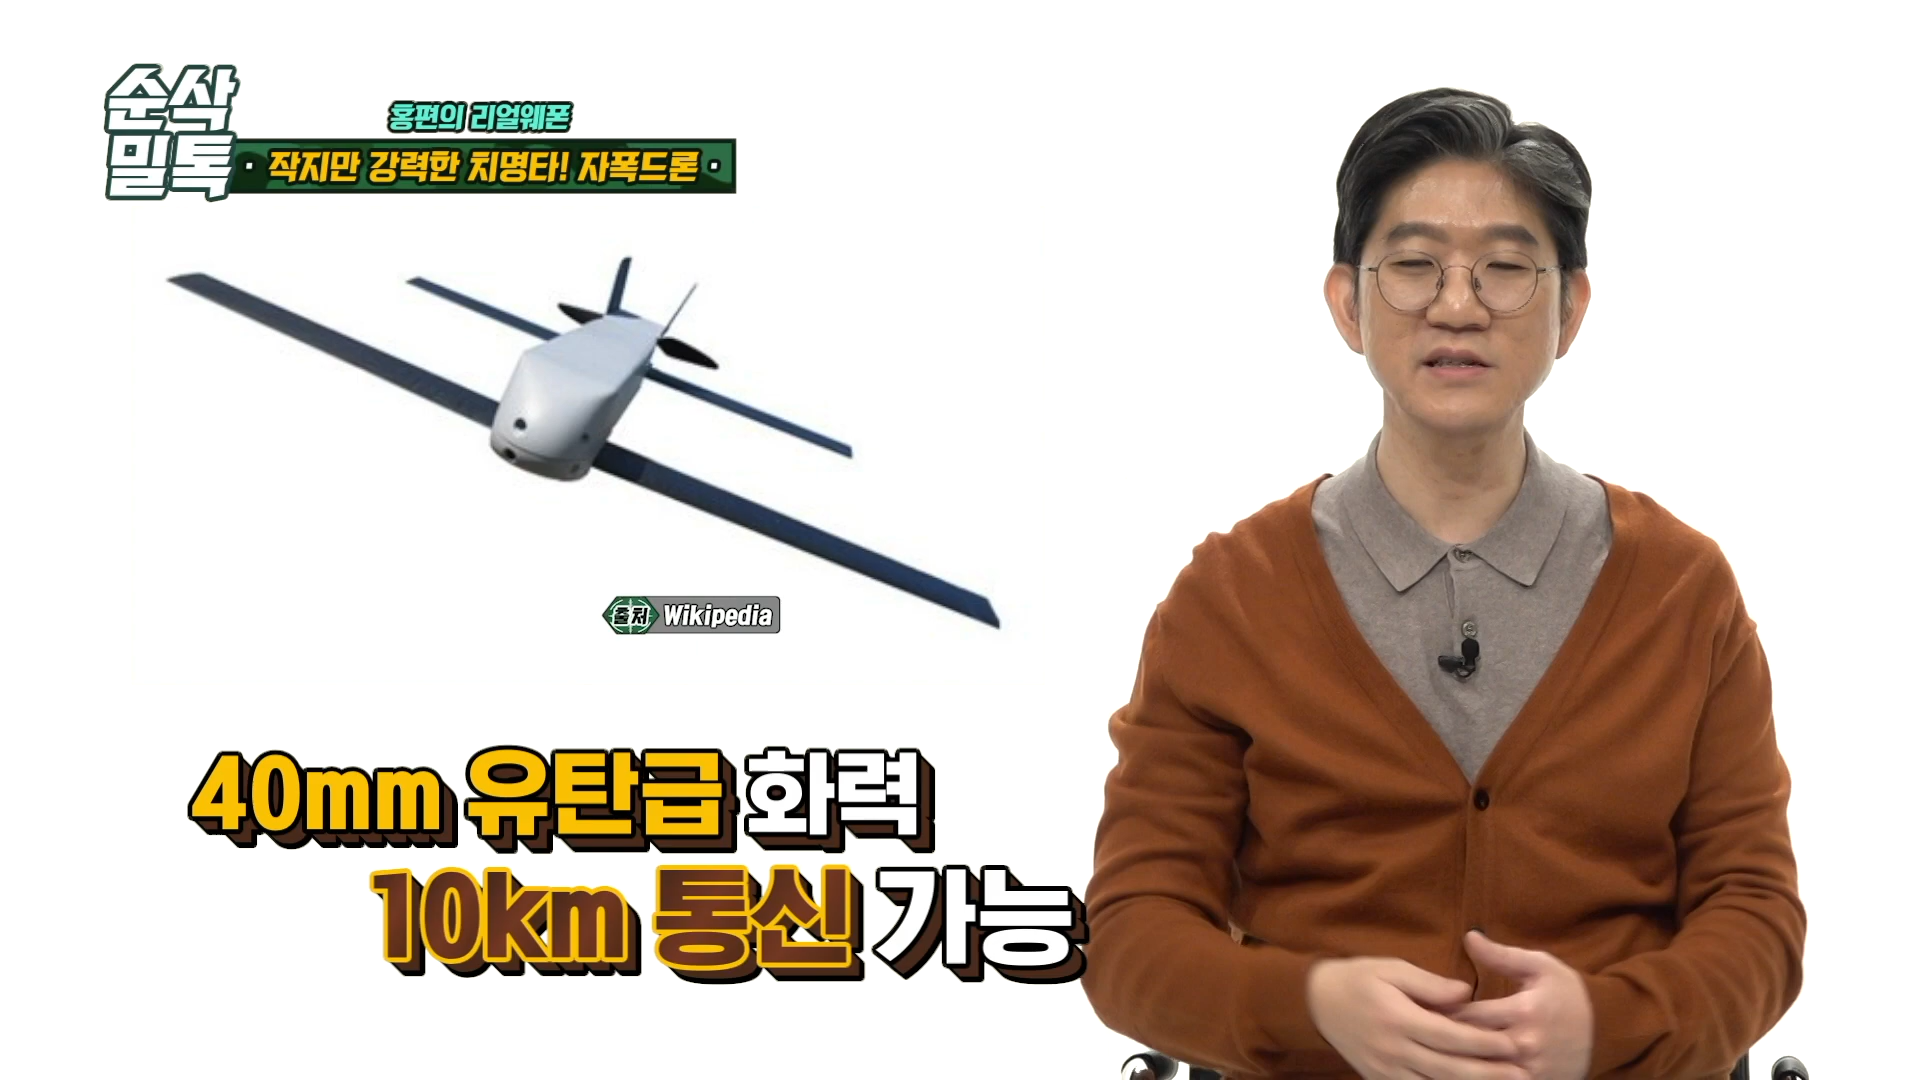 순삭
밀톡
홍편의 리얼웨폰
· 작지만 강력한 치명타! 자폭드론 ·
출처 Wikipedia
40mm 유탄급 화력
10km 통신 가능